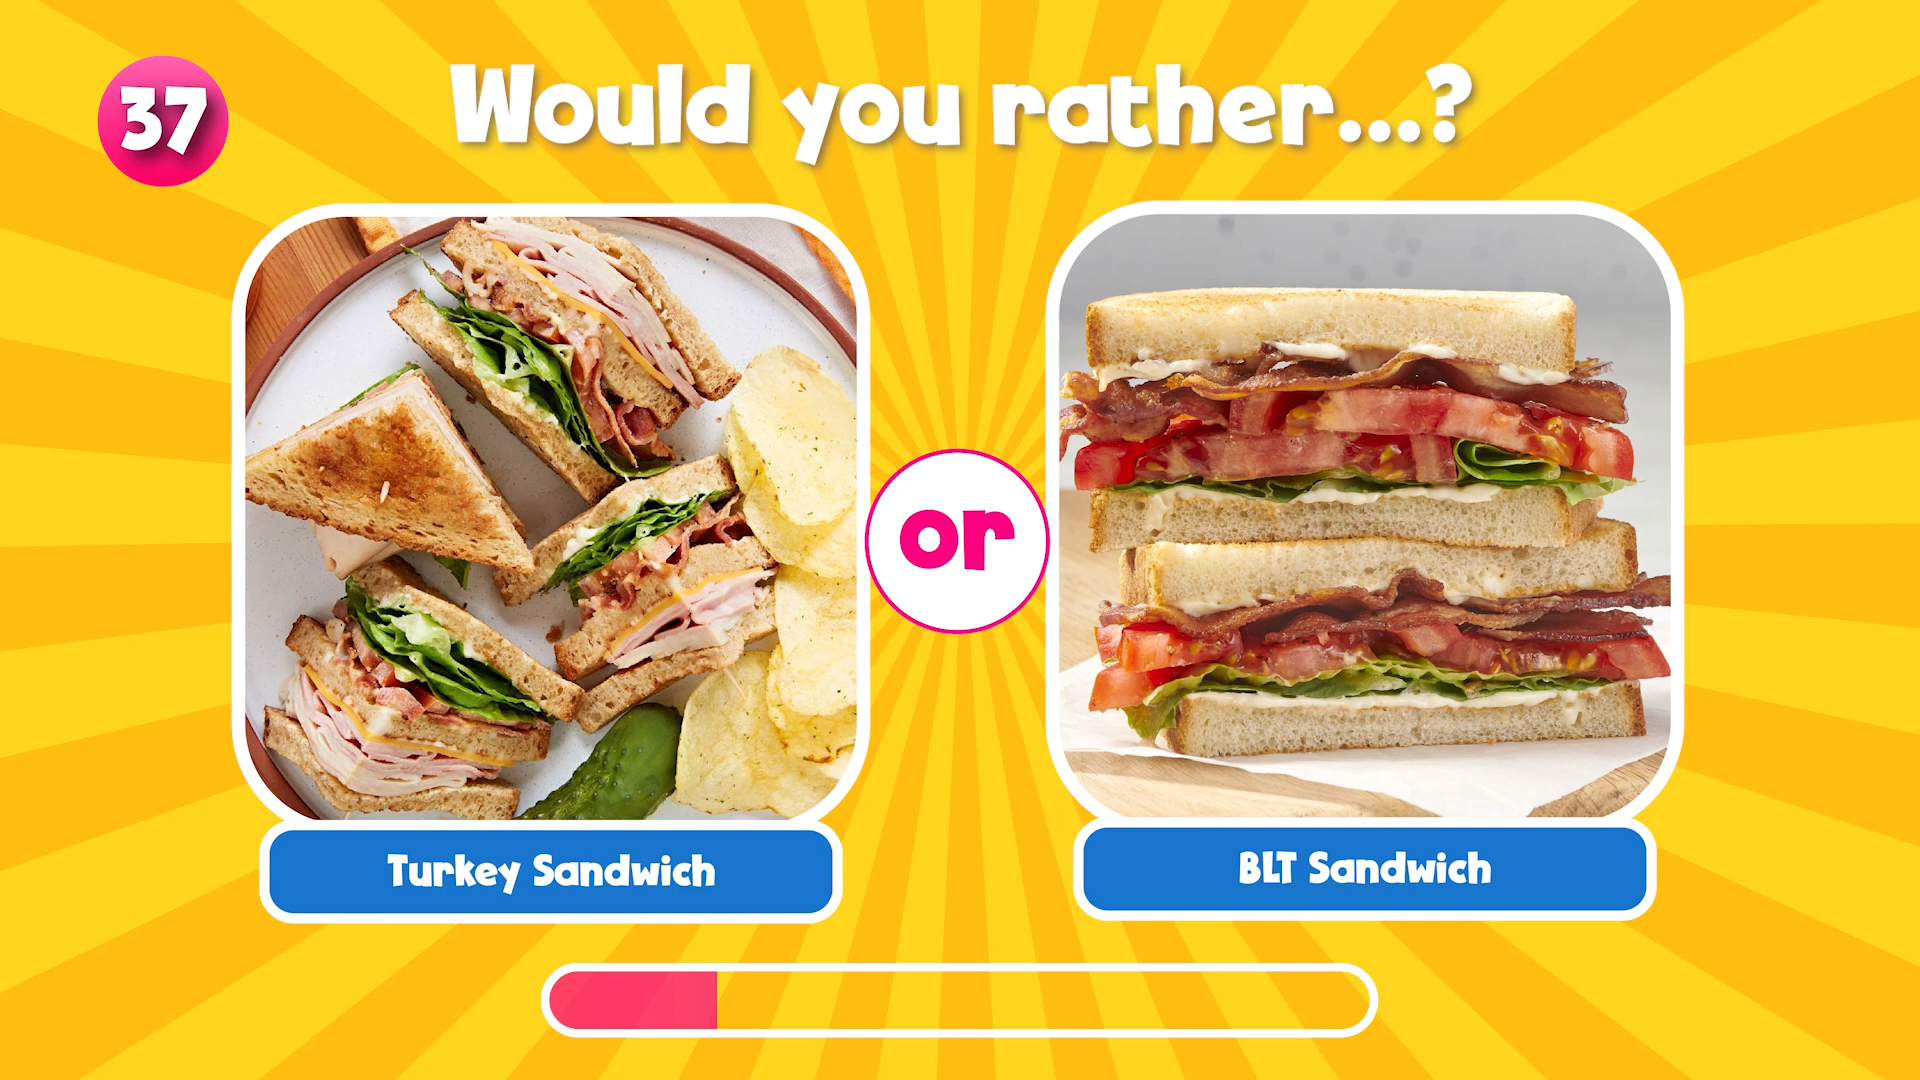 37
Would you rather...?
or
Turkey Sandwich
BLT Sandwich